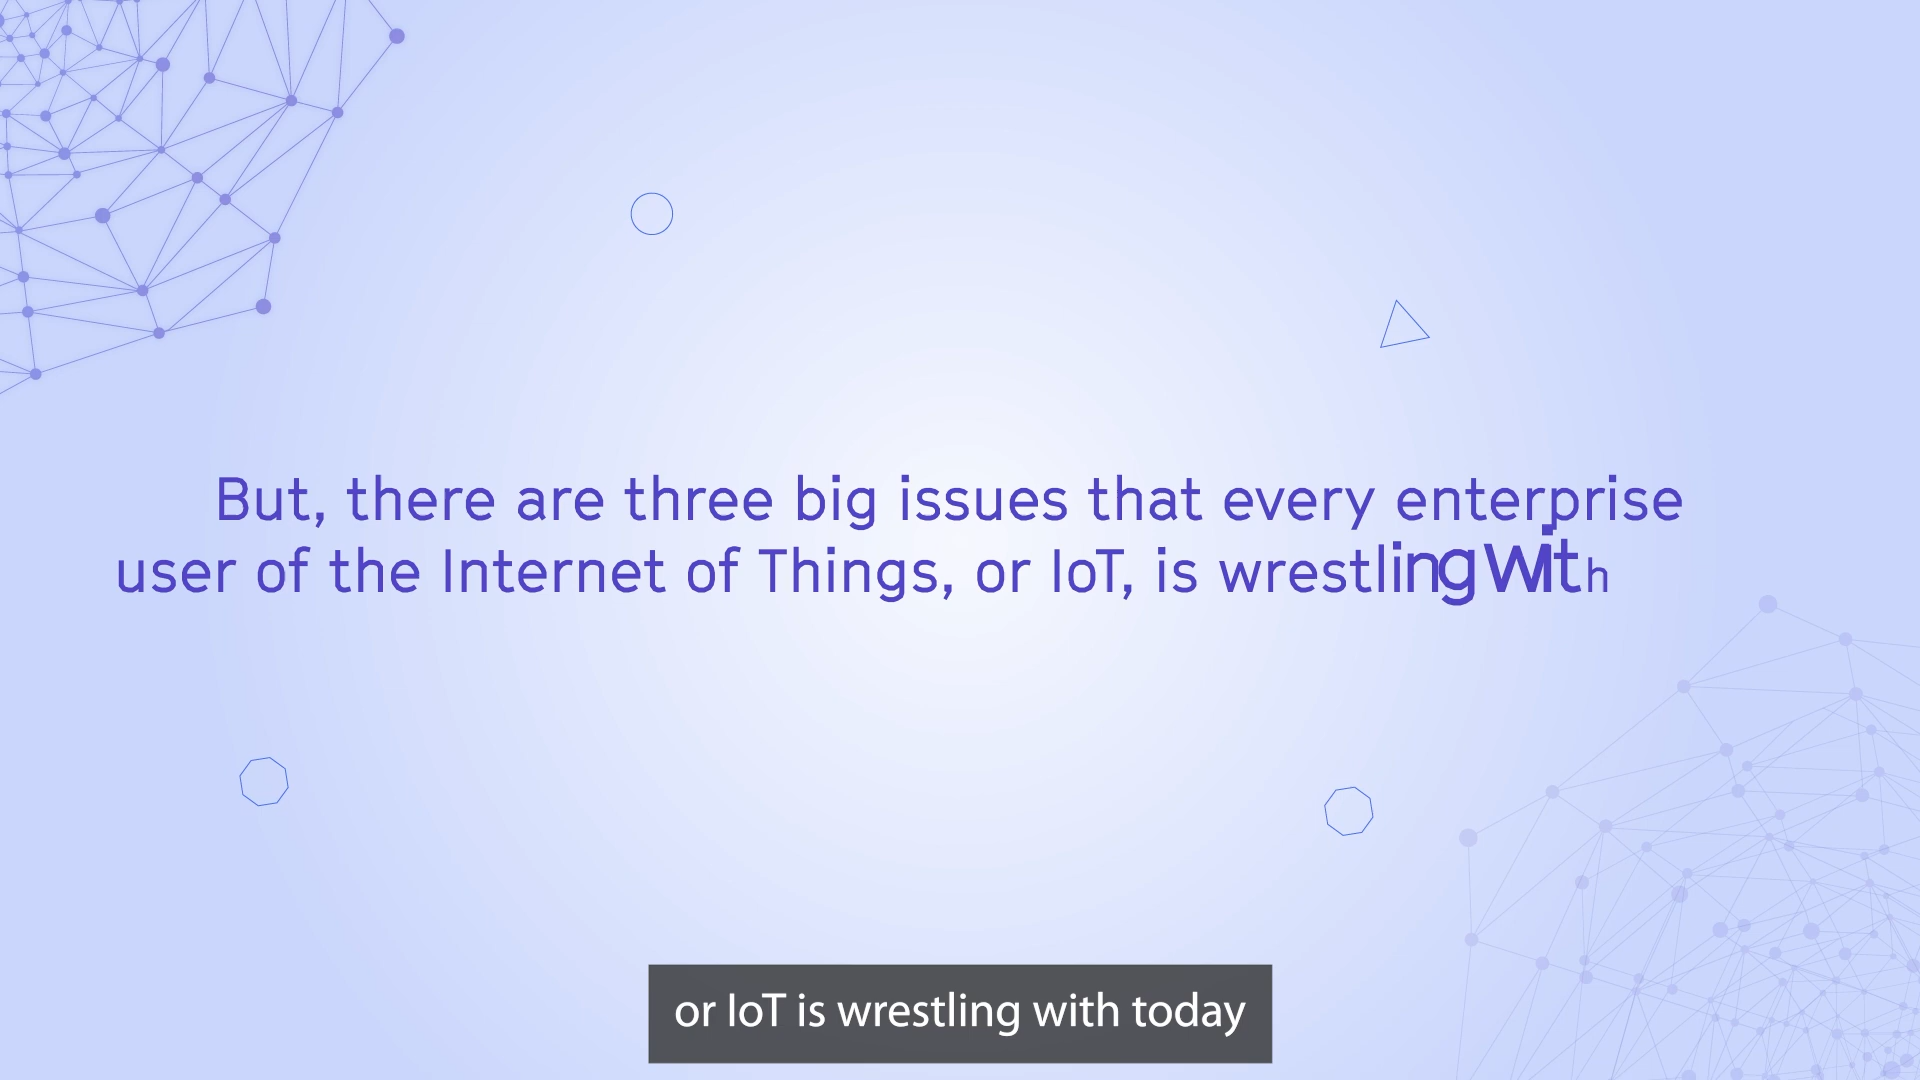 But, there are three big issues that every enterprise
user of the Internet of Things, or IoT, is wrestling with
or IoT is wrestling with today